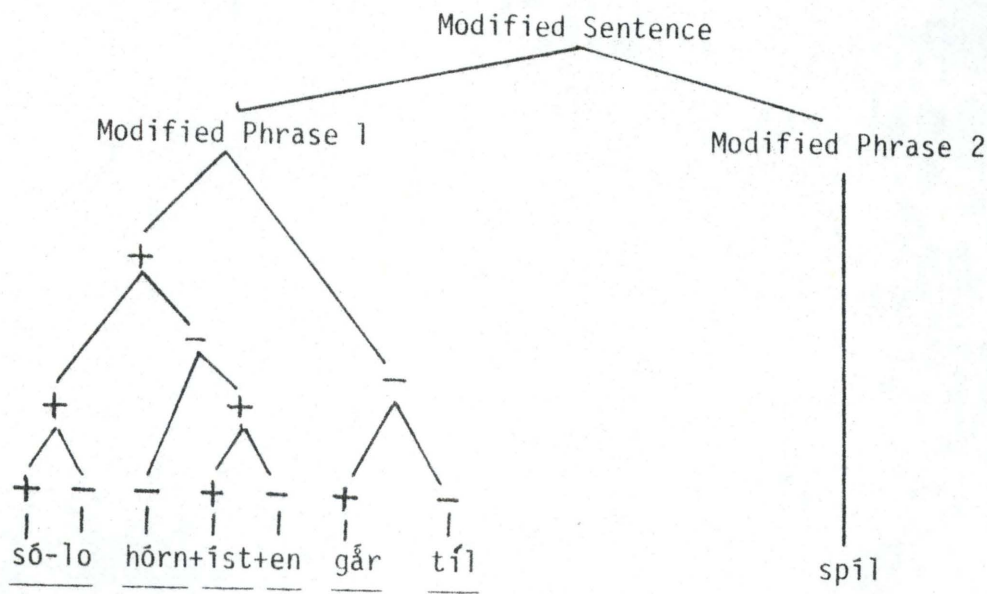 Modified Sentence
Modified Phrase 1 Modified Phrase 2
+
−
+ + −
+ − − + − + −
só-lo hórn+íst+en går tíl spíl